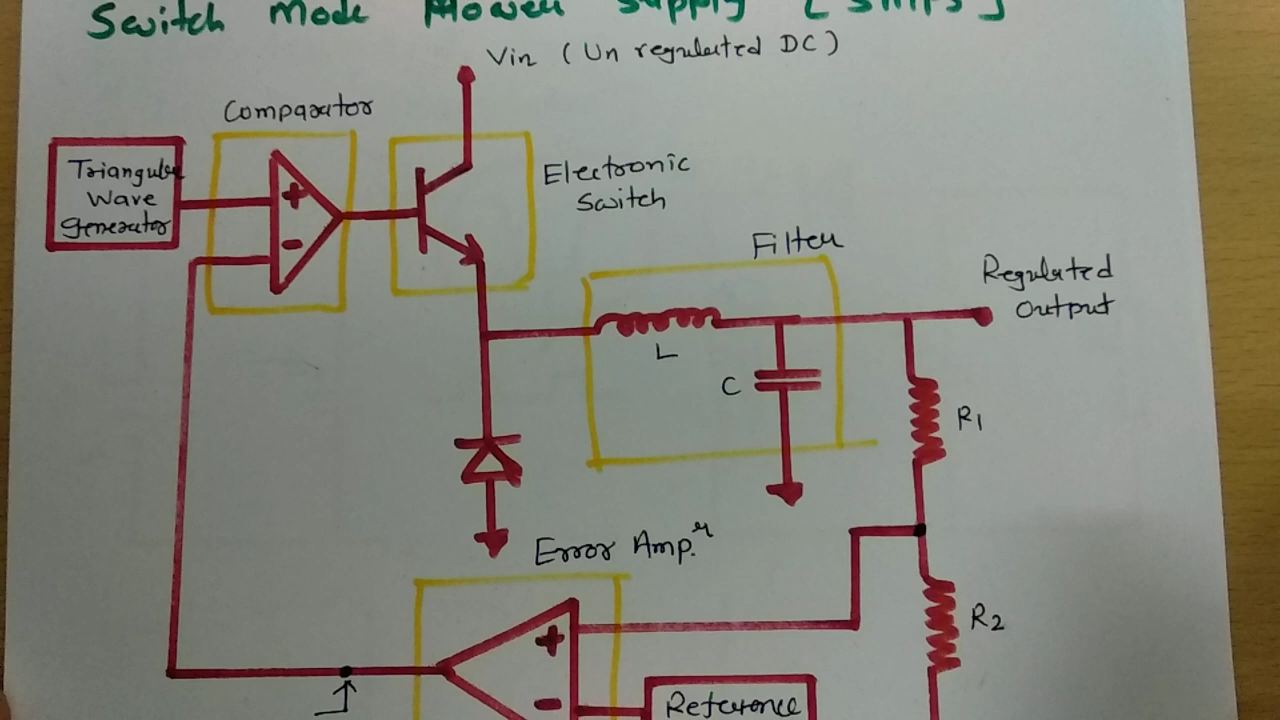 Switch Mode Power Supply [SMPS]
Vin (Un regulated DC)
Comparator
Triangular
Wave
Generator
+
-
Electronic
Switch
Filter
L
C
Regulated
Output
R1
Error Amp.r
R2
+
-
Reference